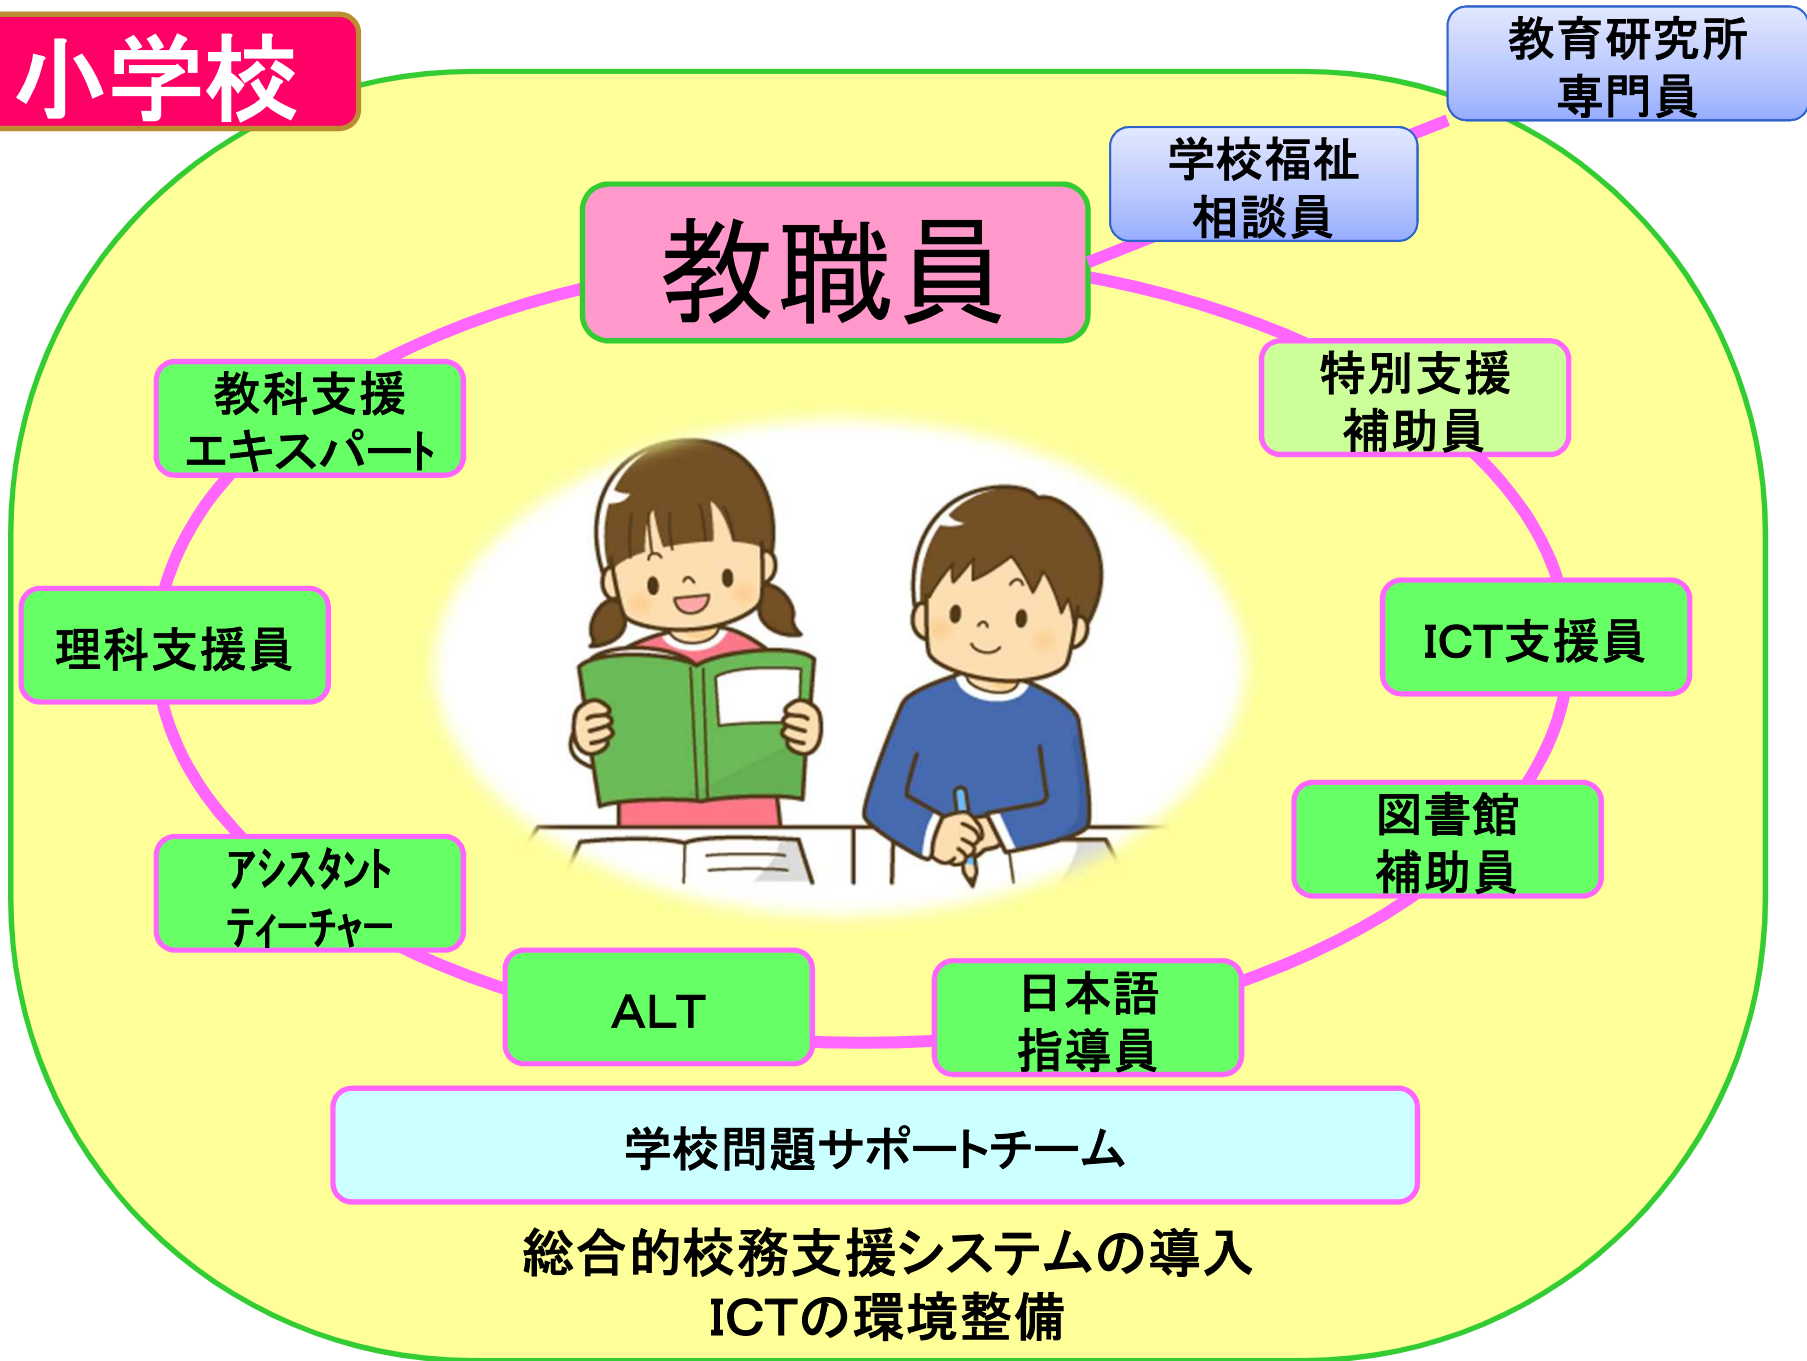 小学校
教育研究所
専門員
学校福祉
相談員
教職員
特別支援
補助員
教科支援
エキスパート
理科支援員
ICT支援員
図書館
補助員
アシスタント
ティーチャー
ALT
日本語
指導員
学校問題サポートチーム
総合的校務支援システムの導入
ICTの環境整備